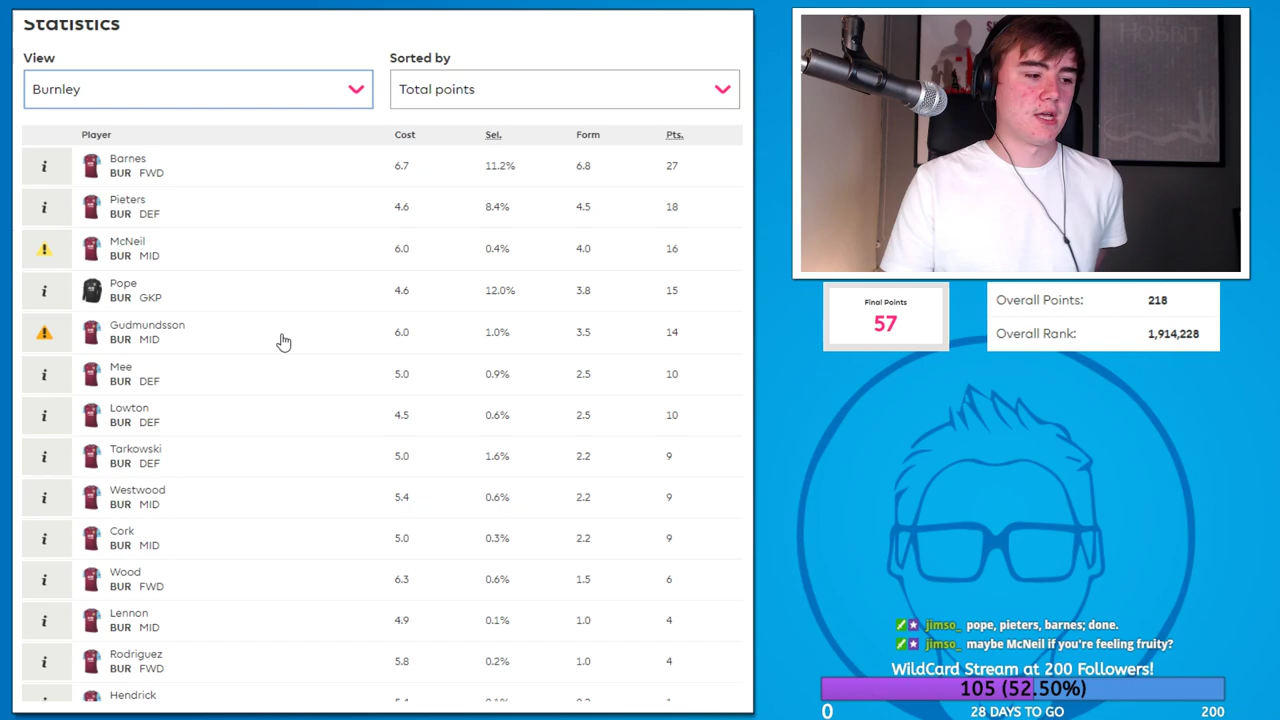 Statistics
View
Sorted by
Burnley
Total points
Player Cost Sel. Form Pts.
i Barnes BUR FWD 6.7 11.2% 6.8 27
i Pieters BUR DEF 4.6 8.4% 4.5 18
McNeil BUR MID 6.0 0.4% 4.0 16
i Pope BUR GKP 4.6 12.0% 3.8 15
Gudmundsson BUR MID 6.0 1.0% 3.5 14
i Mee BUR DEF 5.0 0.9% 2.5 10
i Lowton BUR DEF 4.5 0.6% 2.5 10
i Tarkowski BUR DEF 5.0 1.6% 2.2 9
i Westwood BUR MID 5.4 0.6% 2.2 9
i Cork BUR MID 5.0 0.3% 2.2 9
i Wood BUR FWD 6.3 0.6% 1.5 6
i Lennon BUR MID 4.9 0.1% 1.0 4
i Rodriguez BUR FWD 5.8 0.2% 1.0 4
Hendrick
HOBBIT
Final Points
57
Overall Points: 218
Overall Rank: 1,914,228
jimso_ pope, pieters, barnes; done.
jimso_ maybe McNeil if you're feeling fruity?
WildCard Stream at 200 Followers!
105 (52.50%)
0 28 DAYS TO GO 200